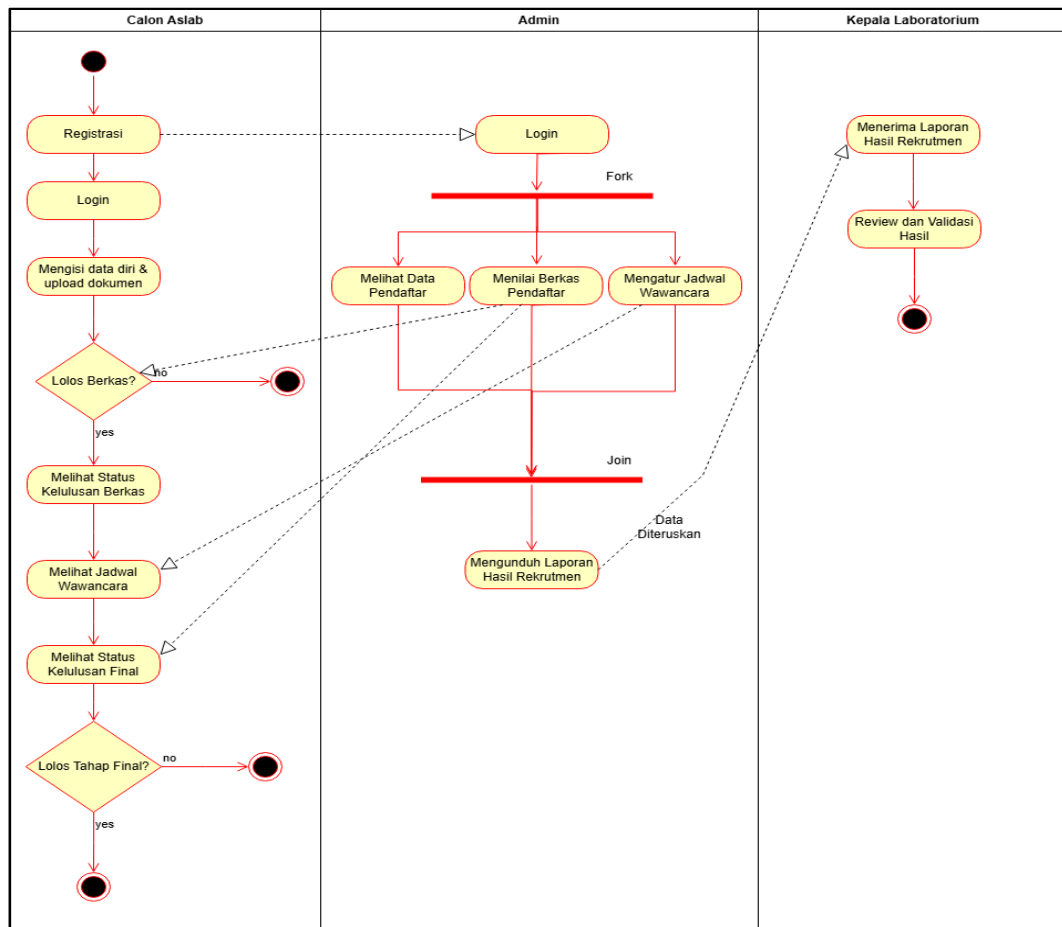 Calon Aslab
Admin
Kepala Laboratorium
Registrasi
Login
Mengisi data diri &
upload dokumen
Lolos Berkas?
no
yes
Melihat Status
Kelulusan Berkas
Melihat Jadwal
Wawancara
Melihat Status
Kelulusan Final
Lolos Tahap Final?
no
yes
Login
Fork
Melihat Data
Pendaftar
Menilai Berkas
Pendaftar
Mengatur Jadwal
Wawancara
Join
Mengunduh Laporan
Hasil Rekrutmen
Data
Diteruskan
Menerima Laporan
Hasil Rekrutmen
Review dan Validasi
Hasil